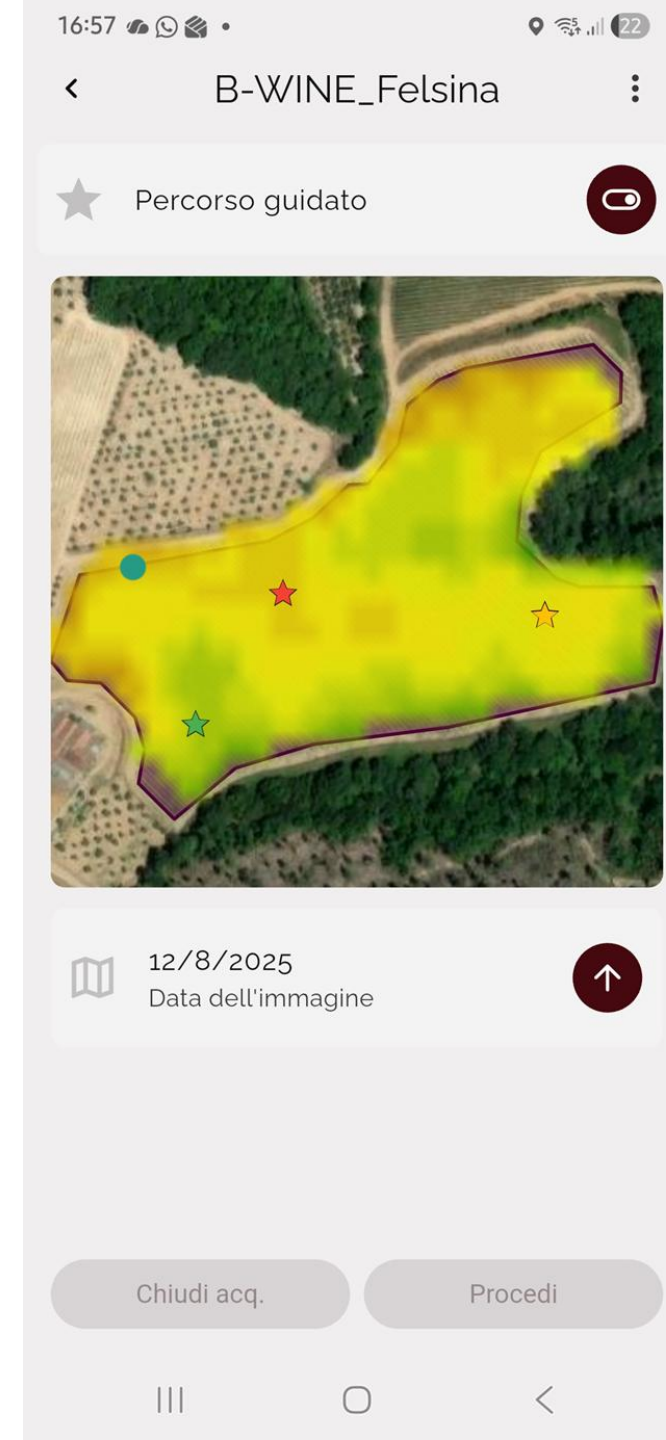 16:57
22
B-WINE_Felsina
Percorso guidato
12/8/2025
Data dell'immagine
Chiudi acq.
Procedi